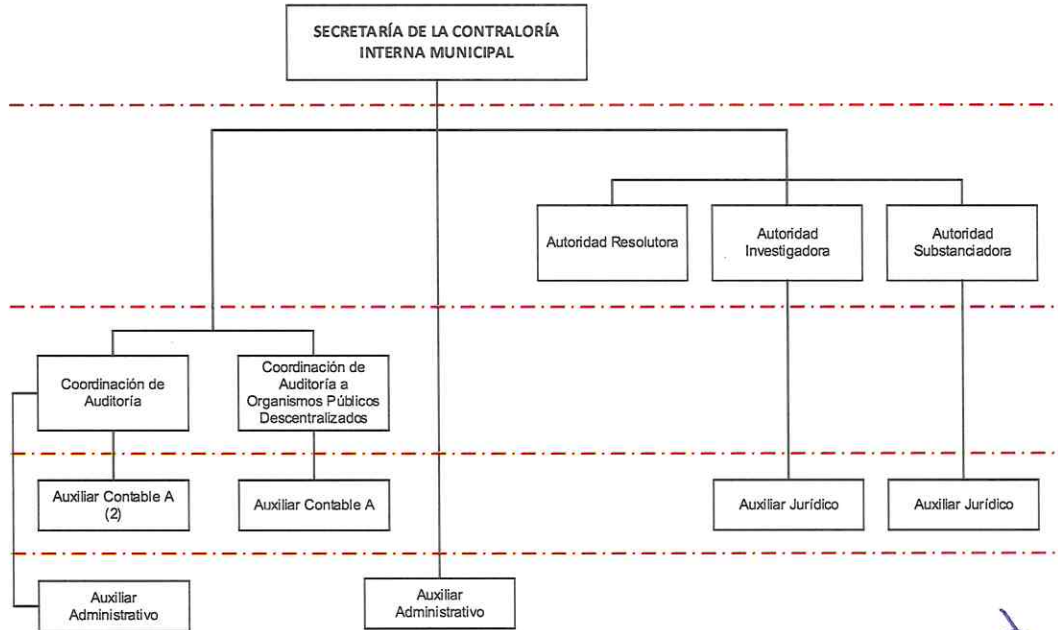 SECRETARÍA DE LA CONTRALORÍA
INTERNA MUNICIPAL
Autoridad Resolutora
Autoridad
Investigadora
Autoridad
Substanciadora
Coordinación de
Auditoría
Coordinación de
Auditoría a
Organismos Públicos
Descentralizados
Auxiliar Contable A
(2)
Auxiliar Contable A
Auxiliar Jurídico
Auxiliar Jurídico
Auxiliar
Administrativo
Auxiliar
Administrativo